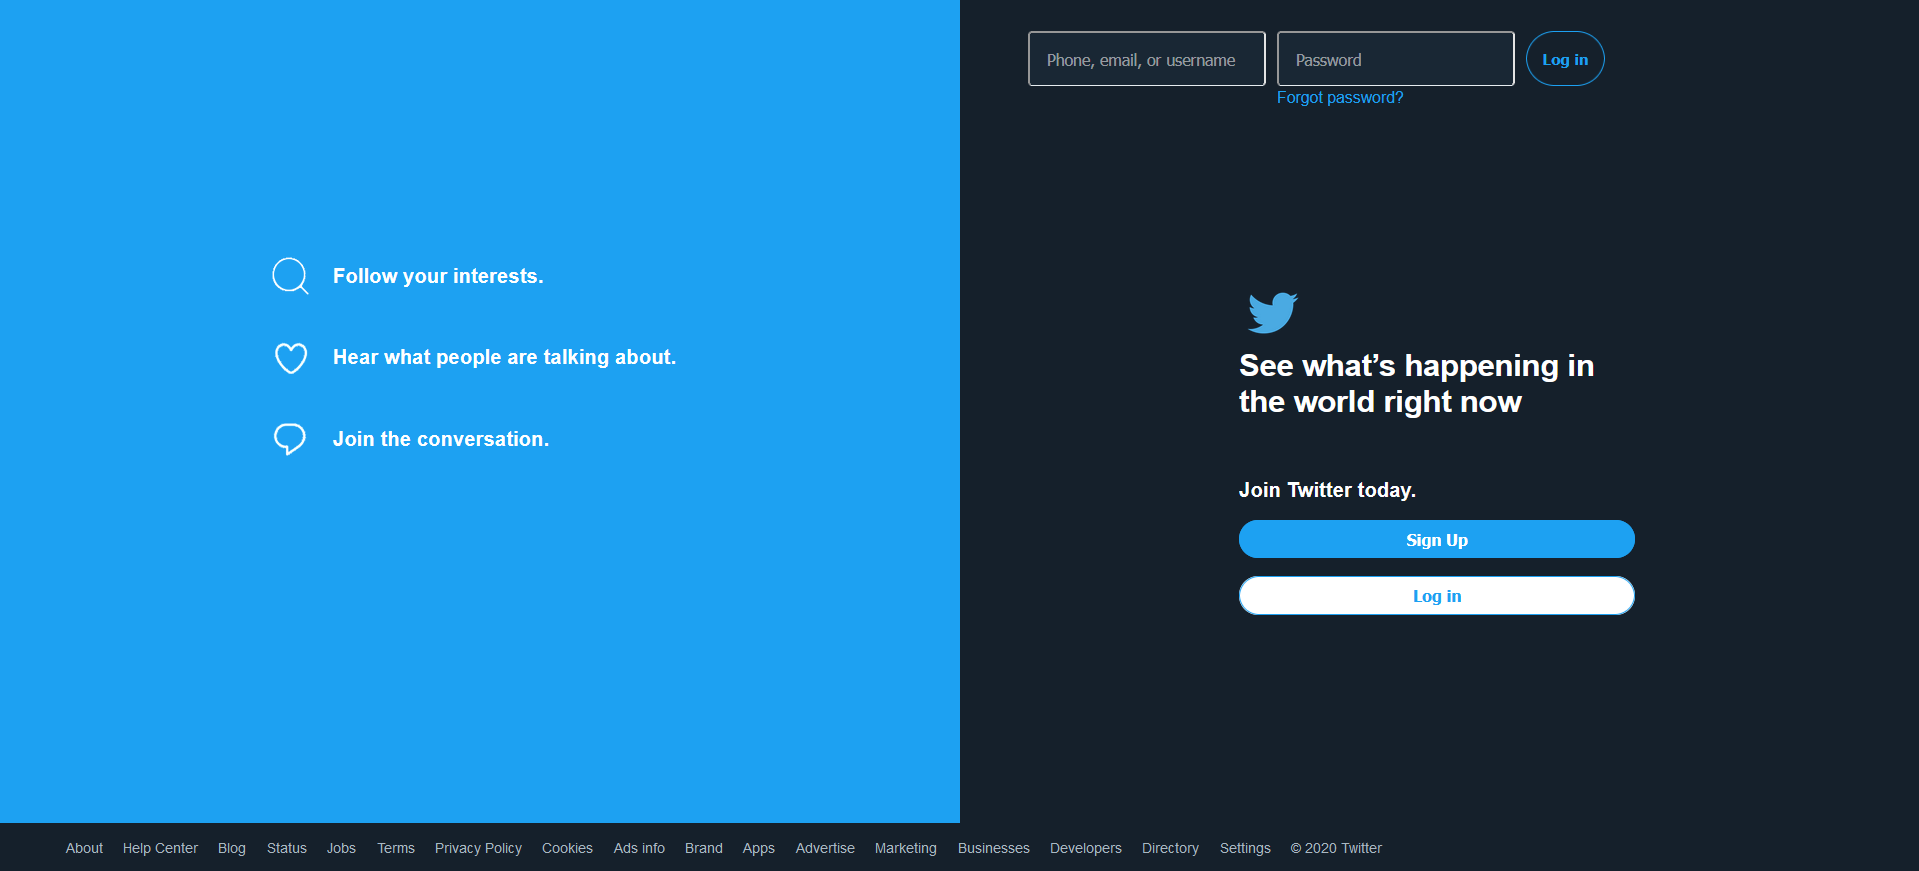 Phone, email, or username
Password
Log in
Forgot password?
Follow your interests.
Hear what people are talking about.
Join the conversation.
See what’s happening in
the world right now
Join Twitter today.
Sign Up
Log in
About Help Center Blog Status Jobs Terms Privacy Policy Cookies Ads info Brand Apps Advertise Marketing Businesses Developers Directory Settings © 2020 Twitter